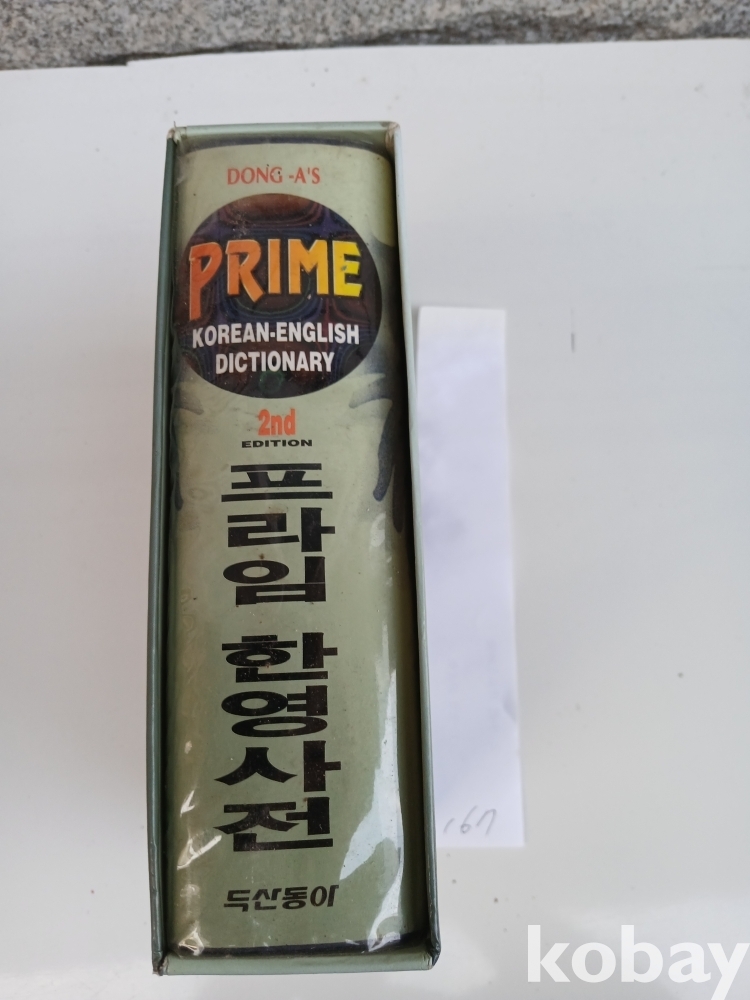 DONG -A'S
PRIME
KOREAN-ENGLISH
DICTIONARY
2nd
EDITION
프라임 한영사전
두산동아
kobay